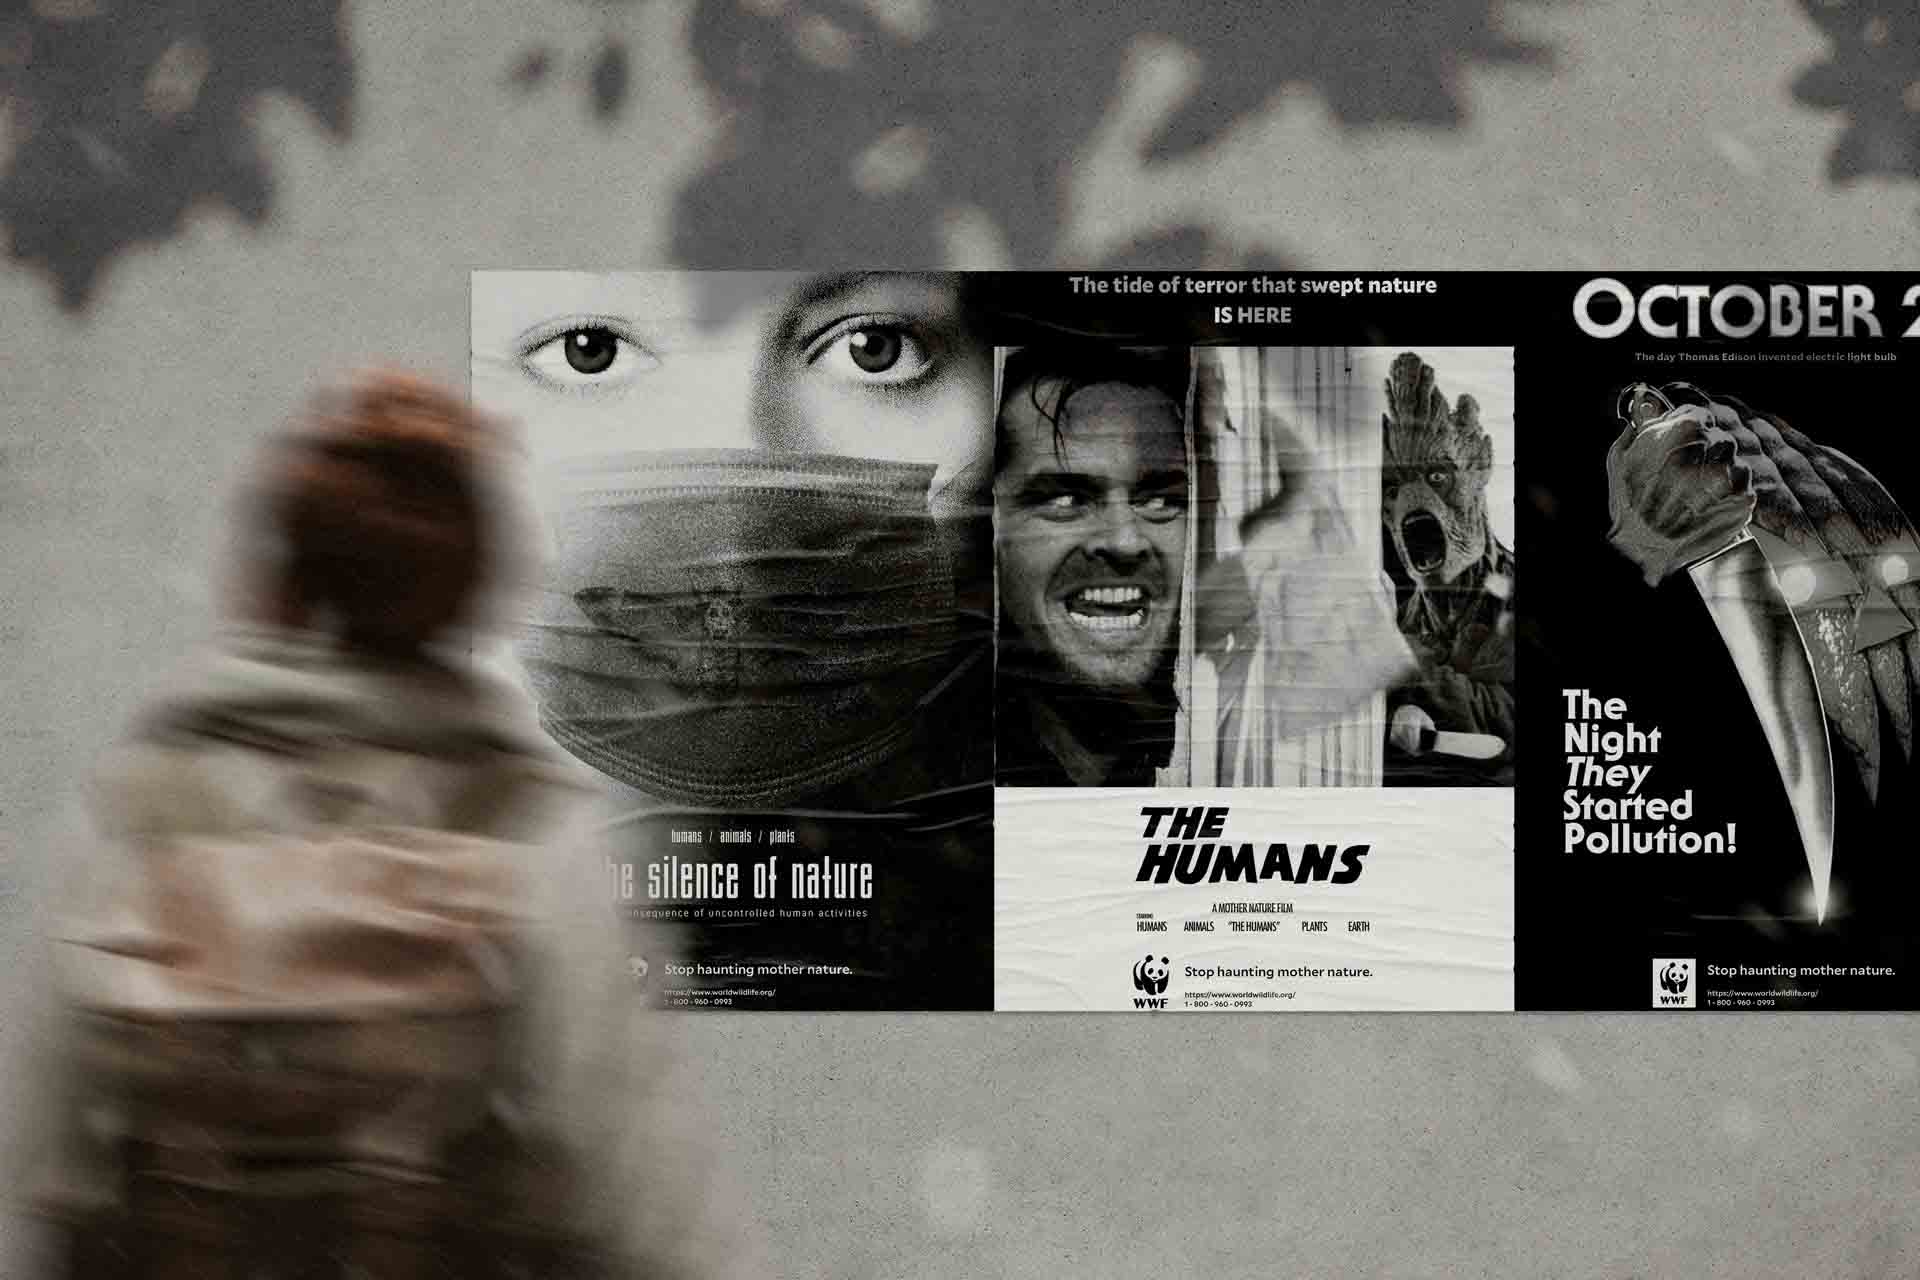 humans / animals / plants
he silence of nature
nsequence of uncontrolled human activities
Stop haunting mother nature.
https://www.worldwildlife.org/
1 - 800 - 960 - 0993
The tide of terror that swept nature
IS HERE
THE
HUMANS
A MOTHER NATURE FILM
STARRING
HUMANS ANIMALS "THE HUMANS" PLANTS EARTH
WWF
Stop haunting mother nature.
https://www.worldwildlife.org/
1 - 800 - 960 - 0993
OCTOBER 2
The day Thomas Edison invented electric light bulb
The
Night
They
Started
Pollution!
WWF
Stop haunting mother nature.
https://www.worldwildlife.org/
1 - 800 - 960 - 0993